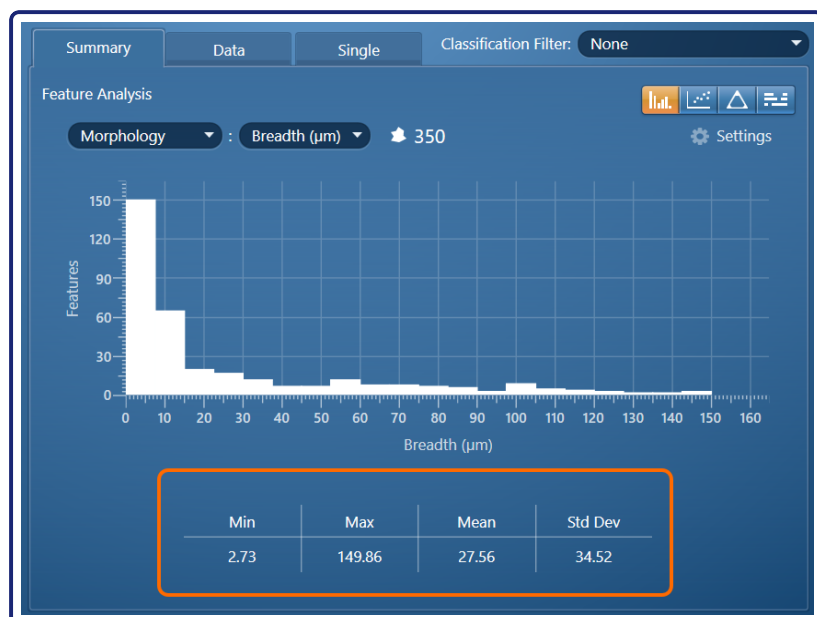 Summary Data Single Classification Filter: None
Feature Analysis
Morphology : Breadth (µm) 350 Settings
150
120
90
60
30
0
Features
0 10 20 30 40 50 60 70 80 90 100 110 120 130 140 150 160
Breadth (µm)
Min Max Mean Std Dev
2.73 149.86 27.56 34.52